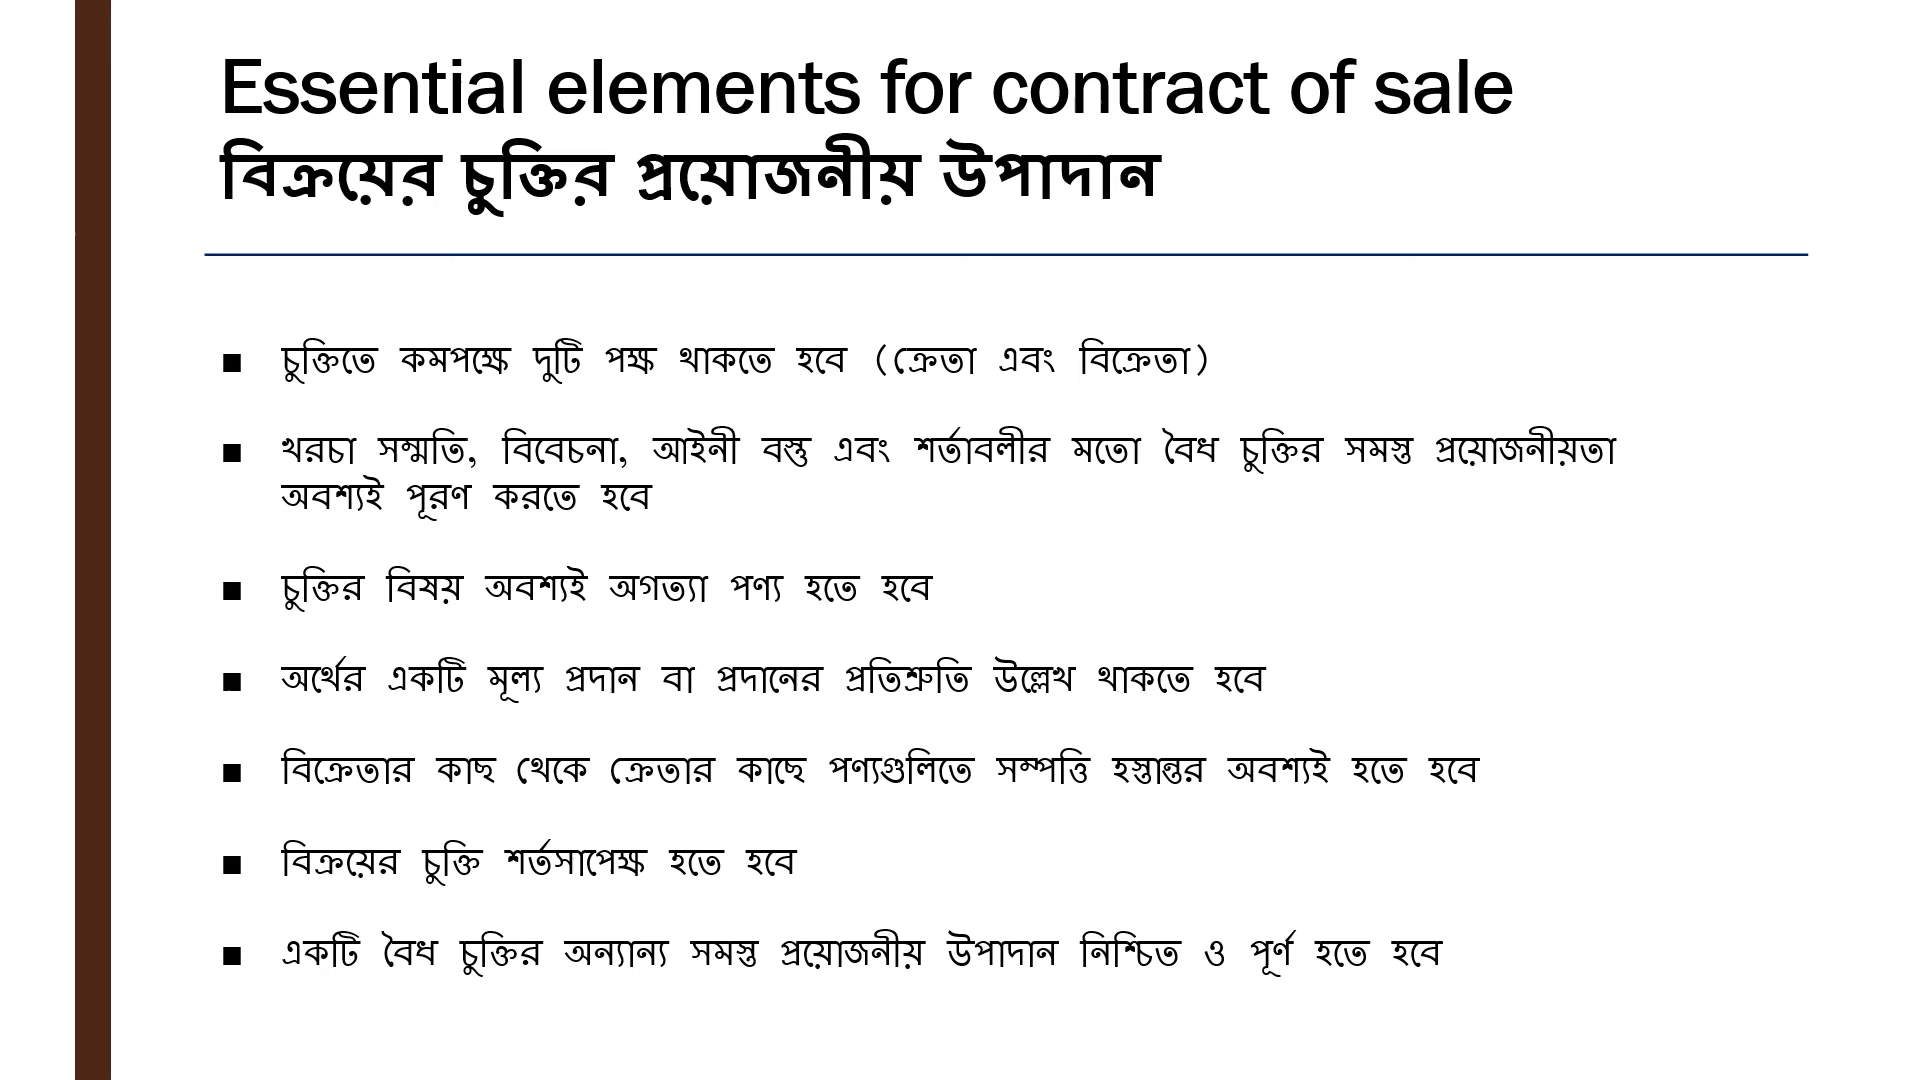 Essential elements for contract of sale
বিক্রয়ের চুক্তির প্রয়োজনীয় উপাদান
▪ চুক্তিতে কমপক্ষে দুটি পক্ষ থাকতে হবে (ক্রেতা এবং বিক্রেতা)
▪ খরচা সম্মতি, বিবেচনা, আইনী বস্তু এবং শর্তাবলীর মতো বৈধ চুক্তির সমস্ত প্রয়োজনীয়তা
অবশ্যই পূরণ করতে হবে
▪ চুক্তির বিষয় অবশ্যই অগত্যা পণ্য হতে হবে
▪ অর্থের একটি মূল্য প্রদান বা প্রদানের প্রতিশ্রুতি উল্লেখ থাকতে হবে
▪ বিক্রেতার কাছ থেকে ক্রেতার কাছে পণ্যগুলিতে সম্পত্তি হস্তান্তর অবশ্যই হতে হবে
▪ বিক্রয়ের চুক্তি শর্তসাপেক্ষ হতে হবে
▪ একটি বৈধ চুক্তির অন্যান্য সমস্ত প্রয়োজনীয় উপাদান নিশ্চিত ও পূর্ণ হতে হবে